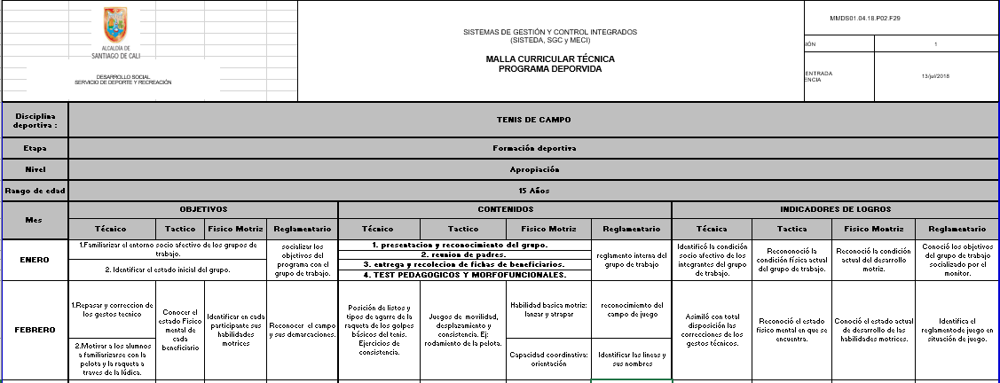 ALCALDÍA DE
SANTIAGO DE CALI
DESARROLLO SOCIAL
SERVICIO DE DEPORTE Y RECREACIÓN
SISTEMAS DE GESTIÓN Y CONTROL INTEGRADOS
(SISTEDA, SGC y MECI)
MALLA CURRICULAR TÉCNICA
PROGRAMA DEPORVIDA
MMDS01.04.18.P02.F29
IÓN
1
ENTRADA
ENCIA
13/jul/2018
Disciplina
deportiva :
TENIS DE CAMPO
Etapa
Formación deportiva
Nivel
Apropiación
Rango de edad
15 Años
Mes
OBJETIVOS
CONTENIDOS
INDICADORES DE LOGROS
Técnico
Tactico
Fisico Motriz
Reglamentario
Técnico
Tactico
Fisico Motriz
Reglamentario
Técnica
Tactica
Fisico Motriz
Reglamentario
ENERO
1.Familiarizar el entorno socio afectivo de los grupos de
trabajo.
2. Identificar el estado inicial del grupo.
socializar los
objetivos del
programa con el
grupo de trabajo.
1. presentacion y reconocimiento del grupo.
2. reunion de padres.
3. entrega y recolecion de fichas de beneficiarios.
4. TEST PEDAGOGICOS Y MORFOFUNCIONALES.
reglamento interna del
grupo de trabajo
Identificó la condición
socio afectivo de los
integrantes del grupo
de trabajo.
Recononoció la
condición física actual
del grupo de trabajo.
Reconoció la condición
actual del desarrollo
motriz.
Conoció los objetivos
del grupo de trabajo
socializado por el
monitor.
FEBRERO
1.Repasar y correccion de
los gestos tecnico
2.Motivar a los alumnos
a familiarizarse con la
pelota y la raqueta a
traves de la lúdica.
Conocer el
estado Fisico
mental de
cada
beneficiario
Identificar en cada
participante sus
habilidades
motrices
Reconocer el campo
y sus demarcaciones.
Posición de listos y
tipos de agarre de la
raqueta de los golpes
básicos del tenis.
Ejercicios de
consistencia.
Juegos de movilidad,
desplazamiento y
consistencia. Ej:
rodamiento de la pelota.
Habilidad basica motriz:
lanzar y atrapar
Capacidad coordinativa:
orientación
reconocimiento del
campo de juego
Identificar las lineas y
sus nombres
Asimiló con total
disposición las
correcciones de los
gestos técnicos.
Reconoció el estado
físico mental en que se
encuentra.
Conoció el estado actual
de desarrollo de las
habilidades motrices.
Identifica el
reglamentode juego en
situación de juego.